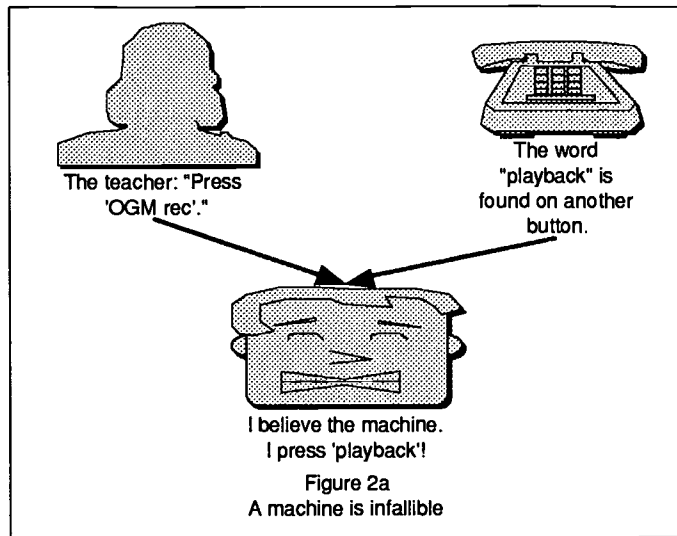 The teacher: "Press
'OGM rec'."
The word
"playback" is
found on another
button.
I believe the machine.
I press 'playback'!
Figure 2a
A machine is infallible